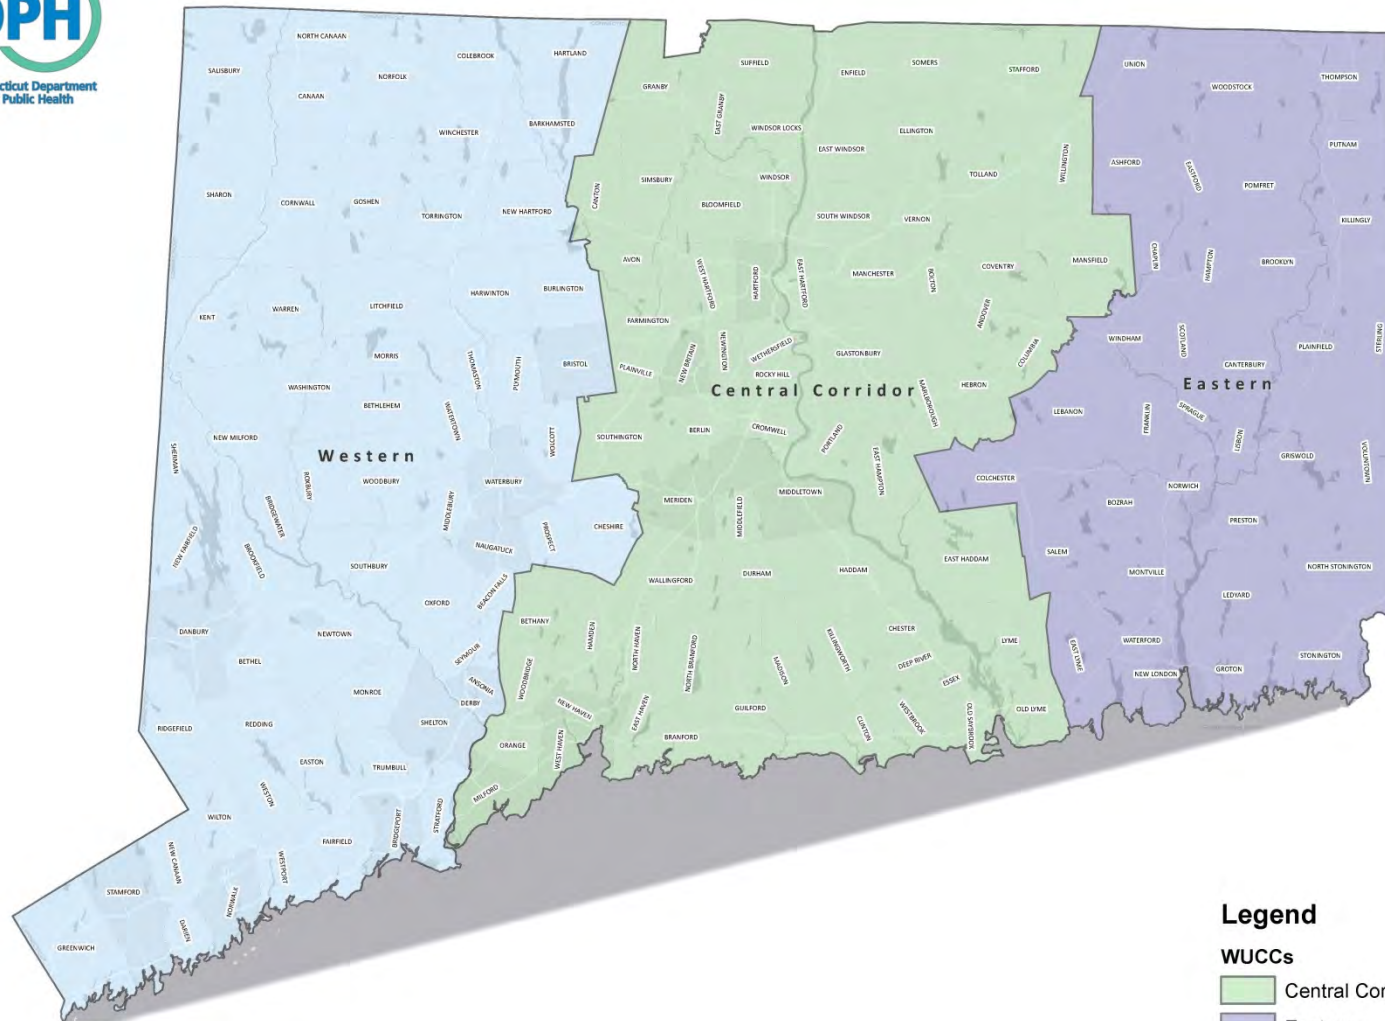 DPH
cticut Department
Public Health
NORTH CANAAN
COLEBROOK
HARTLAND
SALISBURY
NORFOLK
CANAAN
WINCHESTER
BARKHAMSTED
SHARON
CORNWALL
GOSHEN
TORRINGTON
NEW HARTFORD
KENT
WARREN
LITCHFIELD
HARWINTON
BURLINGTON
MORRIS
THOMASTON
PLYMOUTH
BRISTOL
WASHINGTON
BETHLEHEM
WATERTOWN
WOLCOTT
SHERMAN
NEW MILFORD
Western
ROXBURY
WOODBURY
WATERBURY
MIDDLEBURY
BRIDGEWATER
NEW FAIRFIELD
BROOKFIELD
PROSPECT
CHESHIRE
NAUGATUCK
SOUTHBURY
BEACON FALLS
OXFORD
DANBURY
NEWTOWN
BETHEL
SEYMOUR
MONROE
ANSONIA
DERBY
SHELTON
RIDGEFIELD
REDDING
EASTON
TRUMBULL
WESTON
WILTON
BRIDGEPORT
STRATFORD
FAIRFIELD
NEW CANAAN
WESTPORT
STAMFORD
NORWALK
DARIEN
GREENWICH
SUFFIELD
ENFIELD
SOMERS
STAFFORD
GRANBY
EAST GRANBY
WINDSOR LOCKS
ELLINGTON
EAST WINDSOR
WILLINGTON
SIMSBURY
WINDSOR
TOLLAND
CANTON
BLOOMFIELD
SOUTH WINDSOR
VERNON
AVON
WEST HARTFORD
HARTFORD
EAST HARTFORD
MANCHESTER
BOLTON
COVENTRY
MANSFIELD
ANDOVER
FARMINGTON
NEW BRITAIN
NEWINGTON
WETHERSFIELD
GLASTONBURY
COLUMBIA
PLAINVILLE
ROCKY HILL
HEBRON
Central Corridor
MARLBOROUGH
SOUTHINGTON
BERLIN
CROMWELL
PORTLAND
EAST HAMPTON
MERIDEN
MIDDLEFIELD
MIDDLETOWN
WALLINGFORD
DURHAM
HADDAM
EAST HADDAM
BETHANY
HAMDEN
NORTH HAVEN
NORTH BRANFORD
KILLINGWORTH
CHESTER
LYME
WOODBRIDGE
MADISON
DEEP RIVER
ESSEX
NEW HAVEN
EAST HAVEN
GUILFORD
CLINTON
WESTBROOK
OLD SAYBROOK
OLD LYME
ORANGE
WEST HAVEN
BRANFORD
MILFORD
UNION
WOODSTOCK
THOMPSON
ASHFORD
EASTFORD
PUTNAM
POMFRET
KILLINGLY
CHAPLIN
HAMPTON
BROOKLYN
WINDHAM
SCOTLAND
PLAINFIELD
STERLING
CANTERBURY
Eastern
LEBANON
FRANKLIN
SPRAGUE
LISBON
GRISWOLD
VOLUNTOWN
COLCHESTER
BOZRAH
NORWICH
PRESTON
SALEM
MONTVILLE
NORTH STONINGTON
LEDYARD
EAST LYME
WATERFORD
NEW LONDON
GROTON
STONINGTON
Legend
WUCCs
Central Cor